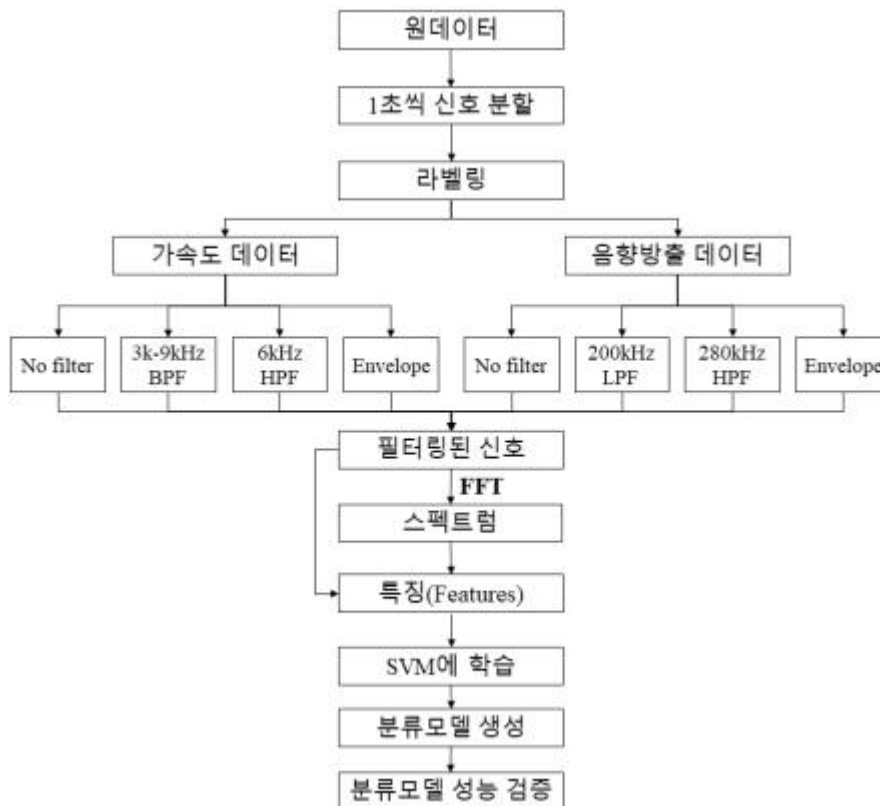 원데이터
1초씩 신호 분할
라벨링
가속도 데이터
음향방출 데이터
No filter
3k-9kHz
BPF
6kHz
HPF
Envelope
No filter
200kHz
LPF
280kHz
HPF
Envelope
필터링된 신호
FFT
스펙트럼
특징(Features)
SVM에 학습
분류모델 생성
분류모델 성능 검증